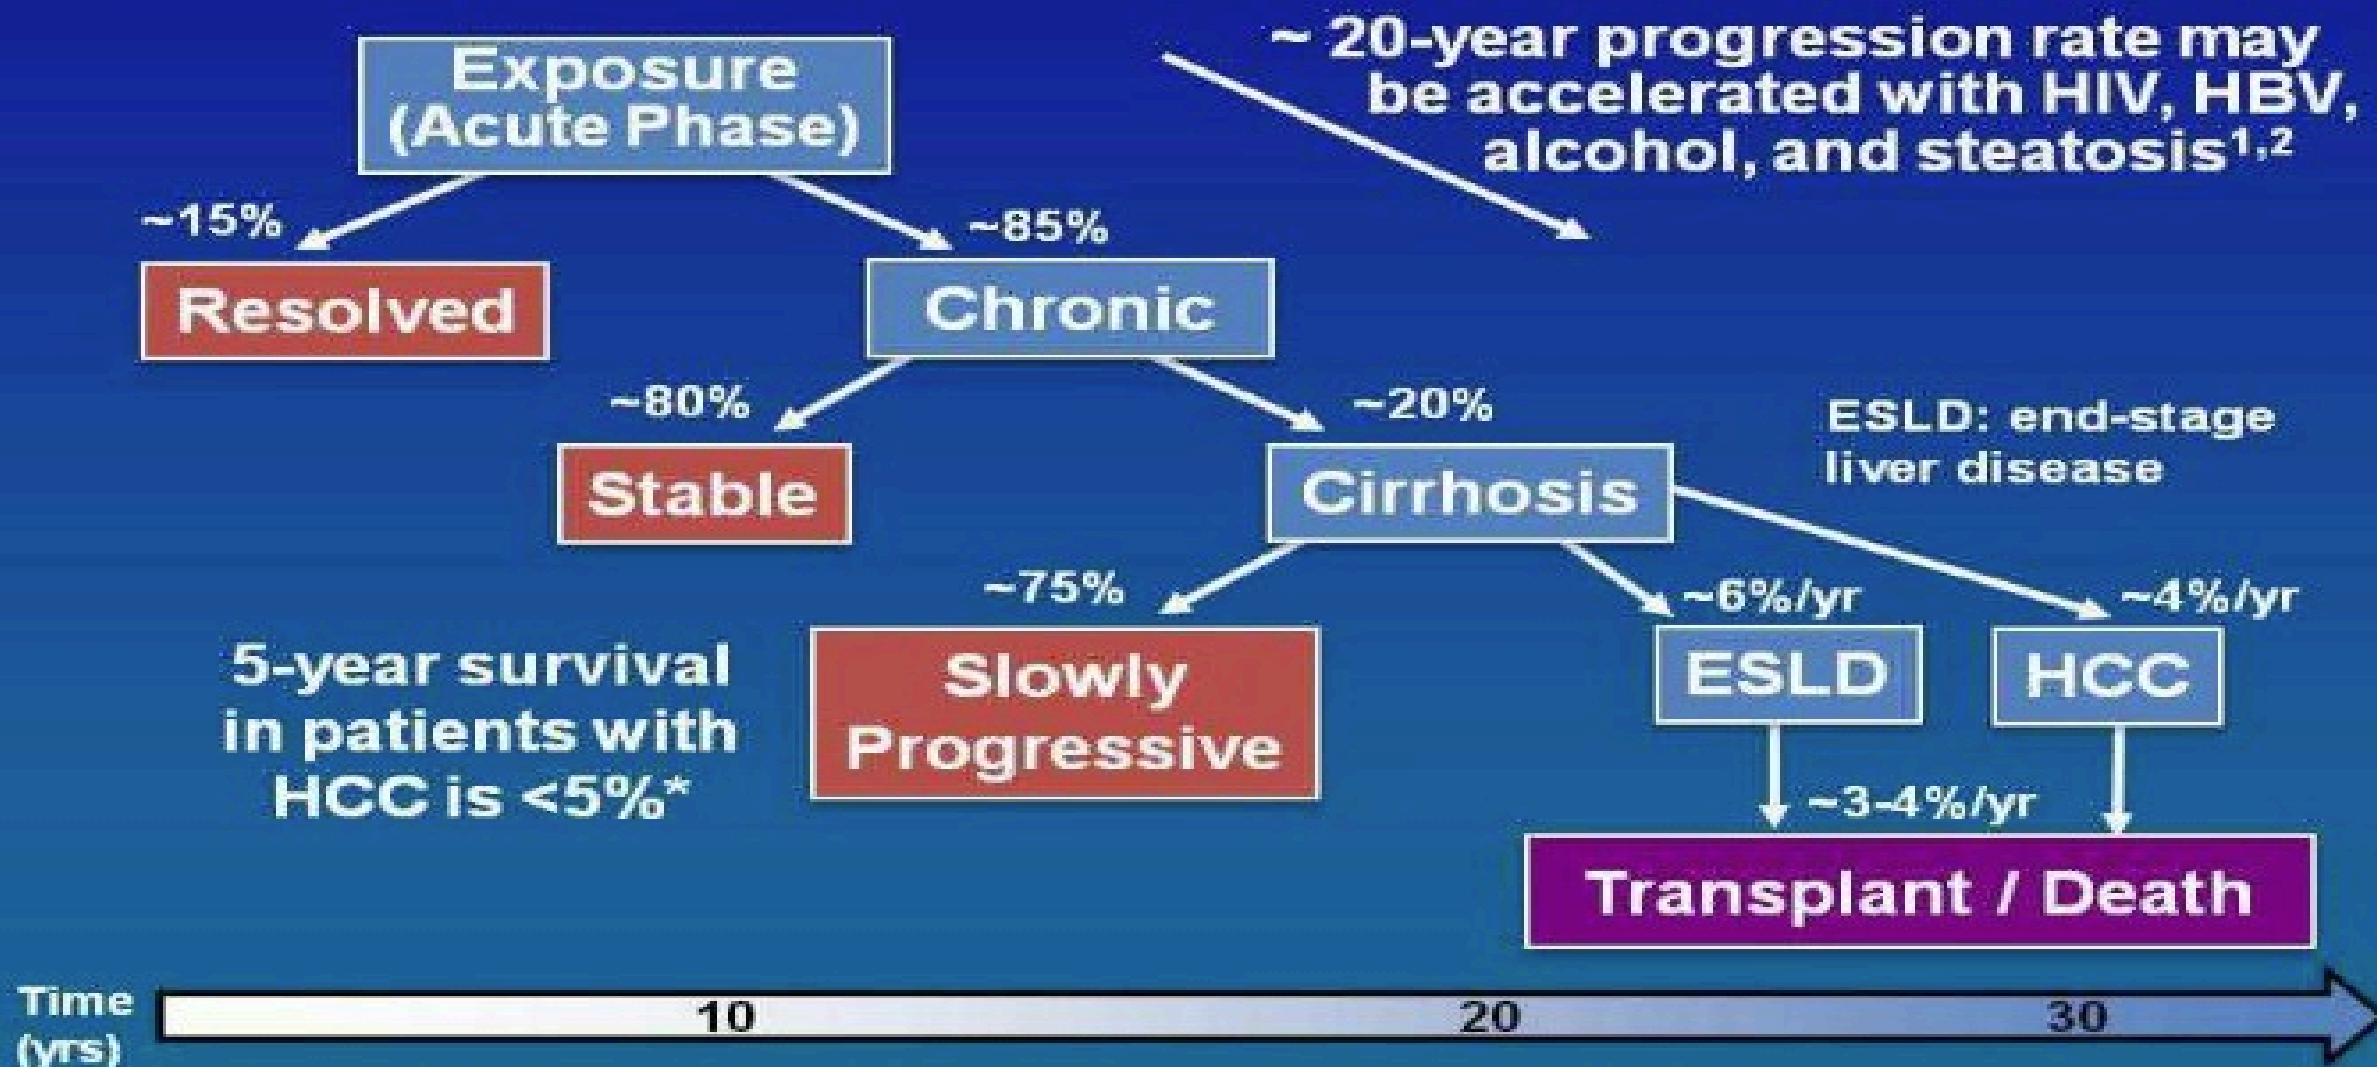 Exposure
(Acute Phase)
~ 20-year progression rate may
be accelerated with HIV, HBV,
alcohol, and steatosis¹,²
~15%
~85%
Resolved
Chronic
~80%
~20%
ESLD: end-stage
liver disease
Stable
Cirrhosis
~75%
~6%/yr
~4%/yr
5-year survival
in patients with
HCC is <5%*
Slowly
Progressive
ESLD
HCC
~3-4%/yr
Transplant / Death
Time
(yrs)
10
20
30